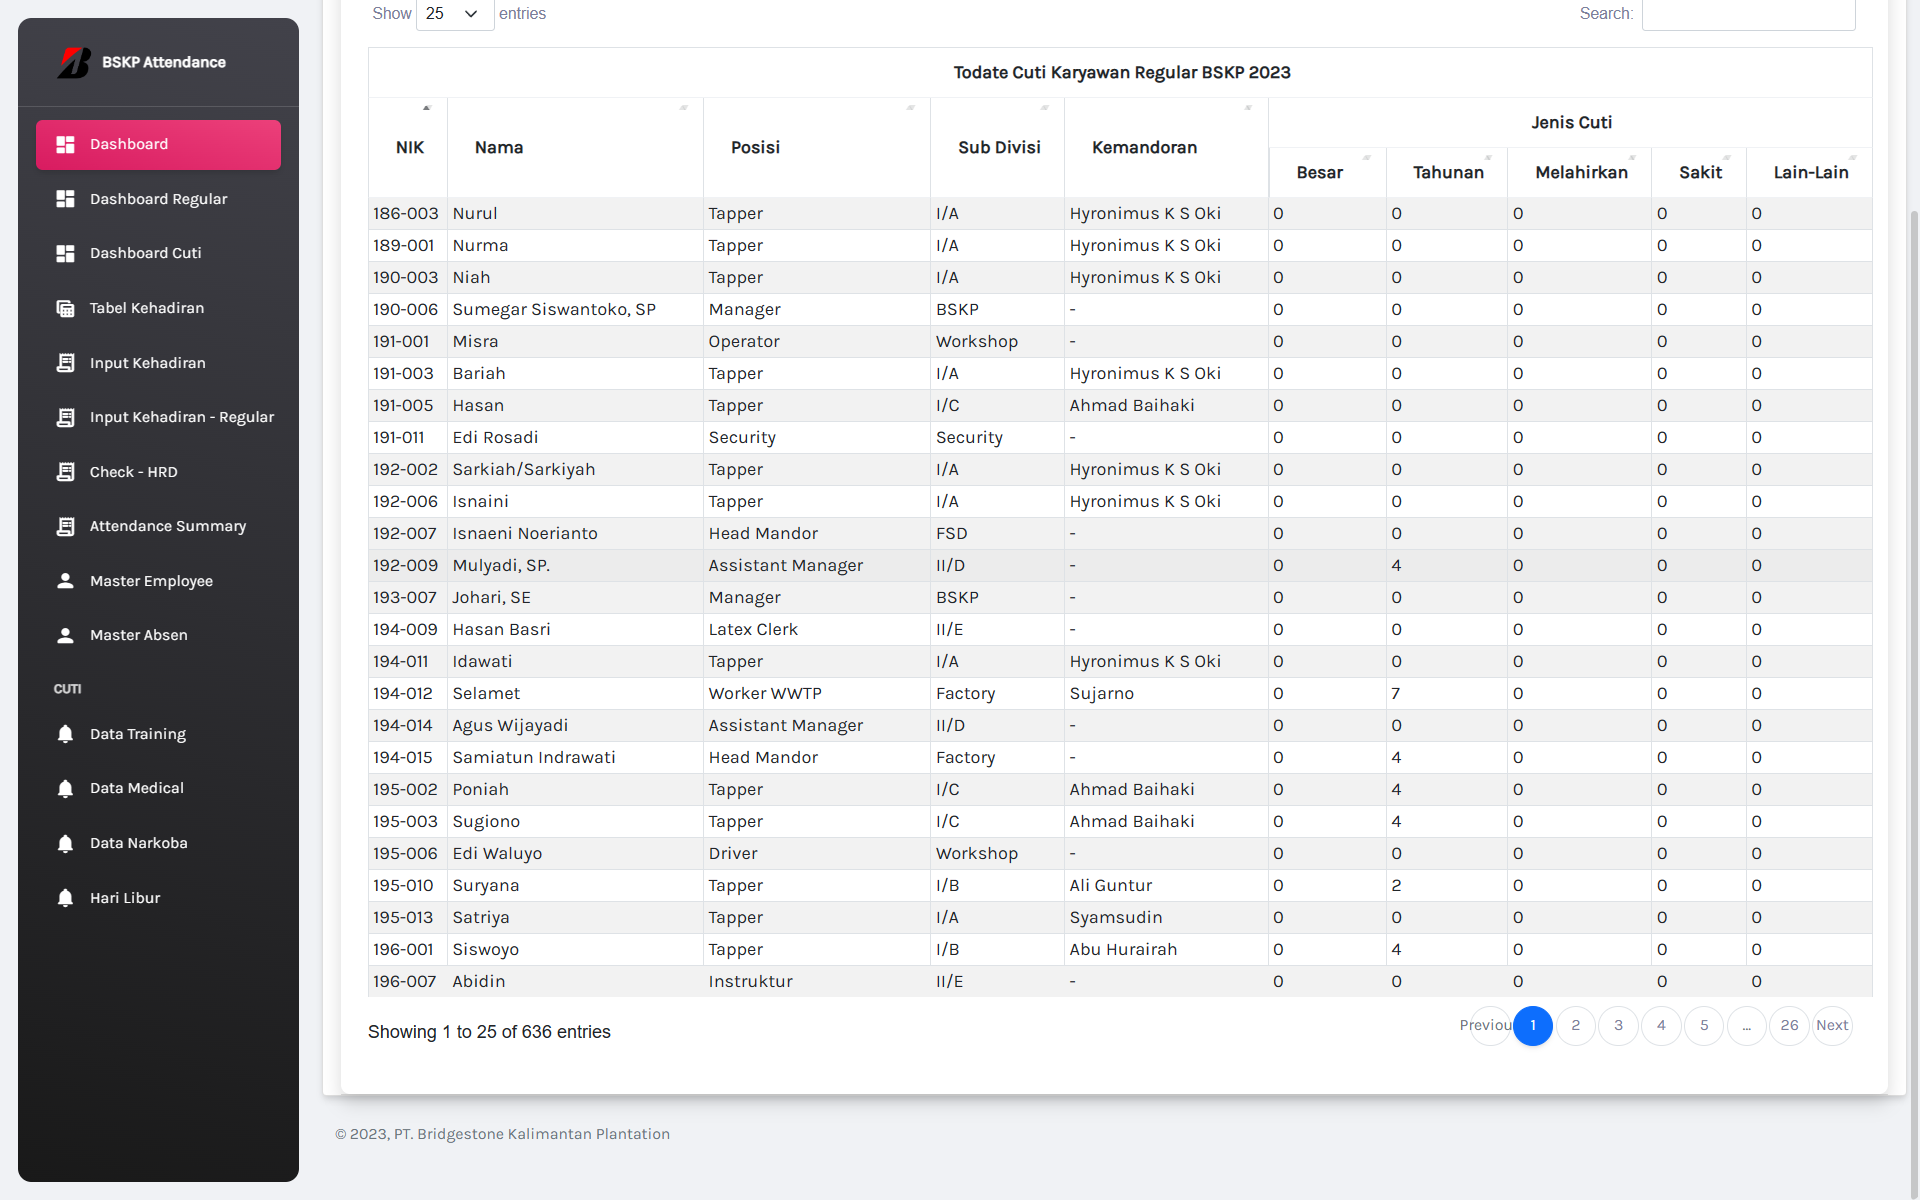 BSKP Attendance
Dashboard
Dashboard Regular
Dashboard Cuti
Tabel Kehadiran
Input Kehadiran
Input Kehadiran - Regular
Check - HRD
Attendance Summary
Master Employee
Master Absen
CUTI
Data Training
Data Medical
Data Narkoba
Hari Libur
Show 25 entries
Search:
Todate Cuti Karyawan Regular BSKP 2023
NIK Nama Posisi Sub Divisi Kemandoran Jenis Cuti
Besar Tahunan Melahirkan Sakit Lain-Lain
186-003 Nurul Tapper I/A Hyronimus K S Oki 0 0 0 0 0
189-001 Nurma Tapper I/A Hyronimus K S Oki 0 0 0 0 0
190-003 Niah Tapper I/A Hyronimus K S Oki 0 0 0 0 0
190-006 Sumegar Siswantoko, SP Manager BSKP - 0 0 0 0 0
191-001 Misra Operator Workshop - 0 0 0 0 0
191-003 Bariah Tapper I/A Hyronimus K S Oki 0 0 0 0 0
191-005 Hasan Tapper I/C Ahmad Baihaki 0 0 0 0 0
191-011 Edi Rosadi Security Security - 0 0 0 0 0
192-002 Sarkiah/Sarkiyah Tapper I/A Hyronimus K S Oki 0 0 0 0 0
192-006 Isnaini Tapper I/A Hyronimus K S Oki 0 0 0 0 0
192-007 Isnaeni Noerianto Head Mandor FSD - 0 0 0 0 0
192-009 Mulyadi, SP. Assistant Manager II/D - 0 4 0 0 0
193-007 Johari, SE Manager BSKP - 0 0 0 0 0
194-009 Hasan Basri Latex Clerk II/E - 0 0 0 0 0
194-011 Idawati Tapper I/A Hyronimus K S Oki 0 0 0 0 0
194-012 Selamet Worker WWTP Factory Sujarno 0 7 0 0 0
194-014 Agus Wijayadi Assistant Manager II/D - 0 0 0 0 0
194-015 Samiatun Indrawati Head Mandor Factory - 0 4 0 0 0
195-002 Poniah Tapper I/C Ahmad Baihaki 0 4 0 0 0
195-003 Sugiono Tapper I/C Ahmad Baihaki 0 4 0 0 0
195-006 Edi Waluyo Driver Workshop - 0 0 0 0 0
195-010 Suryana Tapper I/B Ali Guntur 0 2 0 0 0
195-013 Satriya Tapper I/A Syamsudin 0 0 0 0 0
196-001 Siswoyo Tapper I/B Abu Hurairah 0 4 0 0 0
196-007 Abidin Instruktur II/E - 0 0 0 0 0
Showing 1 to 25 of 636 entries
Previou 1 2 3 4 5 ... 26 Next
© 2023, PT. Bridgestone Kalimantan Plantation